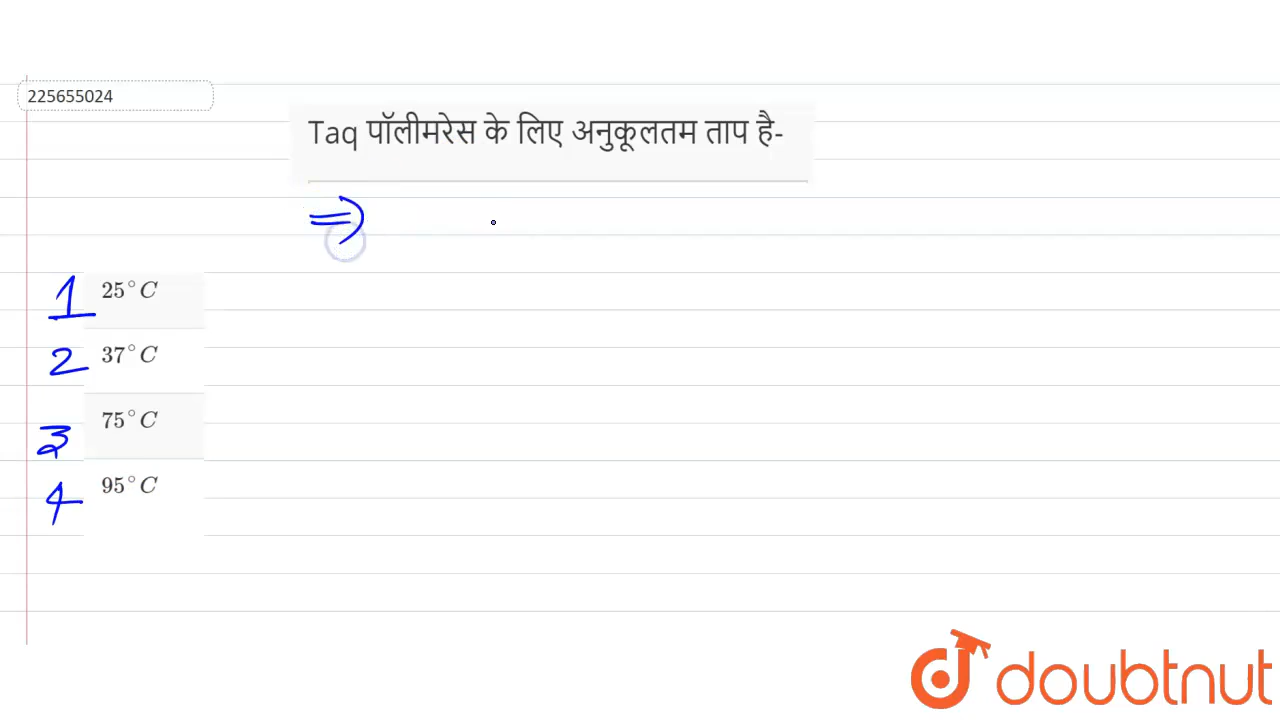 225655024
Taq पॉलीमरेस के लिए अनुकूलतम ताप है-
⇒
1 25°C
2 37°C
3 75°C
4 95°C
doubtnut